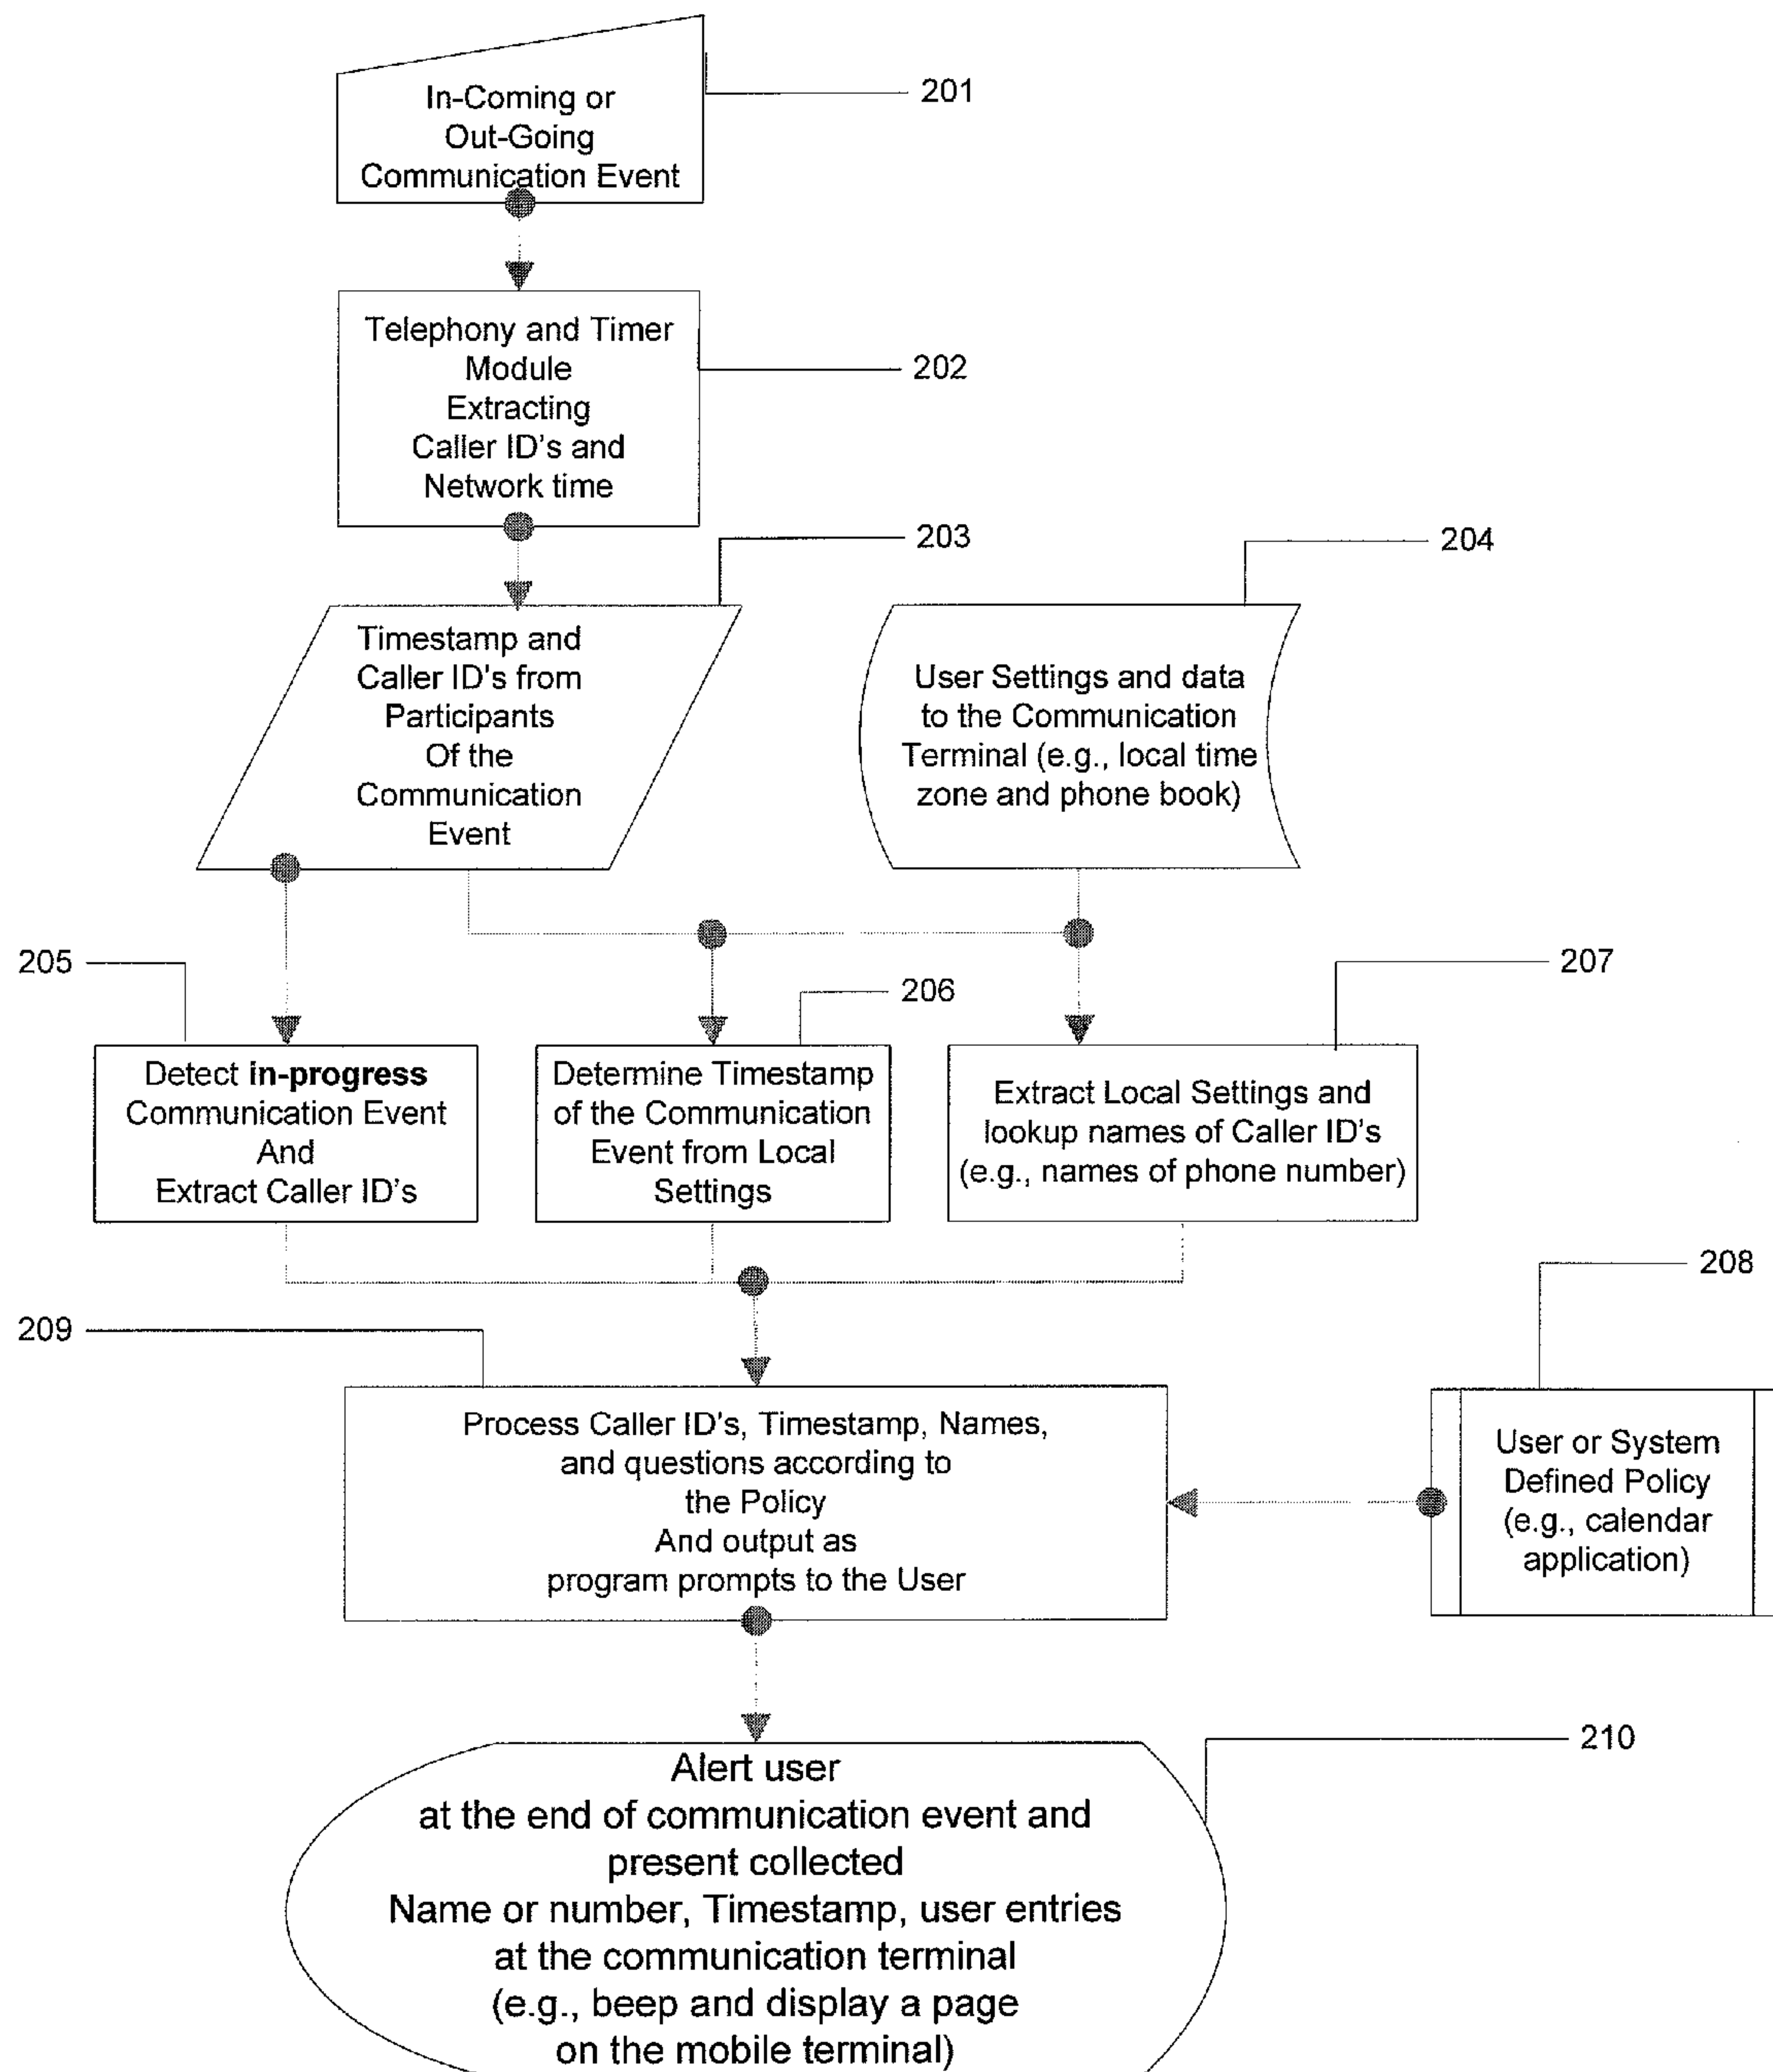 In-Coming or
Out-Going
Communication Event
201
Telephony and Timer
Module
Extracting
Caller ID's and
Network time
202
203
204
Timestamp and
Caller ID's from
Participants
Of the
Communication
Event
User Settings and data
to the Communication
Terminal (e.g., local time
zone and phone book)
205
206
207
Detect in-progress
Communication Event
And
Extract Caller ID's
Determine Timestamp
of the Communication
Event from Local
Settings
Extract Local Settings and
lookup names of Caller ID's
(e.g., names of phone number)
208
209
Process Caller ID's, Timestamp, Names,
and questions according to
the Policy
And output as
program prompts to the User
User or System
Defined Policy
(e.g., calendar
application)
210
Alert user
at the end of communication event and
present collected
Name or number, Timestamp, user entries
at the communication terminal
(e.g., beep and display a page
on the mobile terminal)